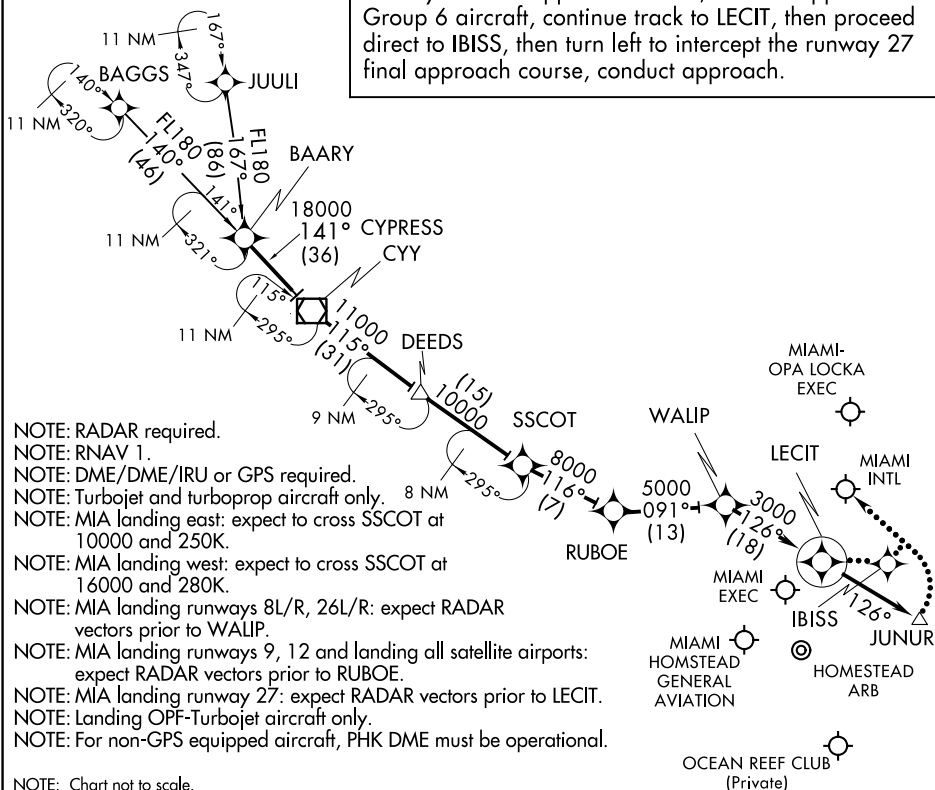 Group 6 aircraft, continue track to LECIT, then proceed
direct to IBISS, then turn left to intercept the runway 27
final approach course, conduct approach.
11 NM
167°
347°
JUULI
BAGGS
140°
320°
11 NM
FL180
140°
(46)
FL180
167°
(86)
BAARY
141°
321°
11 NM
18000
141°
(36)
CYPRESS
CYY
115°
295°
11 NM
11000
115°
(31)
DEEDS
295°
9 NM
(15)
10000
SSCOT
295°
8 NM
8000
116°
(7)
RUBOE
5000
091°
(13)
WALIP
3000
126°
(18)
LECIT
MIAMI-
OPA LOCKA
EXEC
MIAMI
INTL
MIAMI
EXEC
IBISS
126°
JUNUR
MIAMI
HOMSTEAD
GENERAL
AVIATION
HOMESTEAD
ARB
OCEAN REEF CLUB
(Private)
NOTE: RADAR required.
NOTE: RNAV 1.
NOTE: DME/DME/IRU or GPS required.
NOTE: Turbojet and turboprop aircraft only.
NOTE: MIA landing east: expect to cross SSCOT at
10000 and 250K.
NOTE: MIA landing west: expect to cross SSCOT at
16000 and 280K.
NOTE: MIA landing runways 8L/R, 26L/R: expect RADAR
vectors prior to WALIP.
NOTE: MIA landing runways 9, 12 and landing all satellite airports:
expect RADAR vectors prior to RUBOE.
NOTE: MIA landing runway 27: expect RADAR vectors prior to LECIT.
NOTE: Landing OPF-Turbojet aircraft only.
NOTE: For non-GPS equipped aircraft, PHK DME must be operational.
NOTE: Chart not to scale.